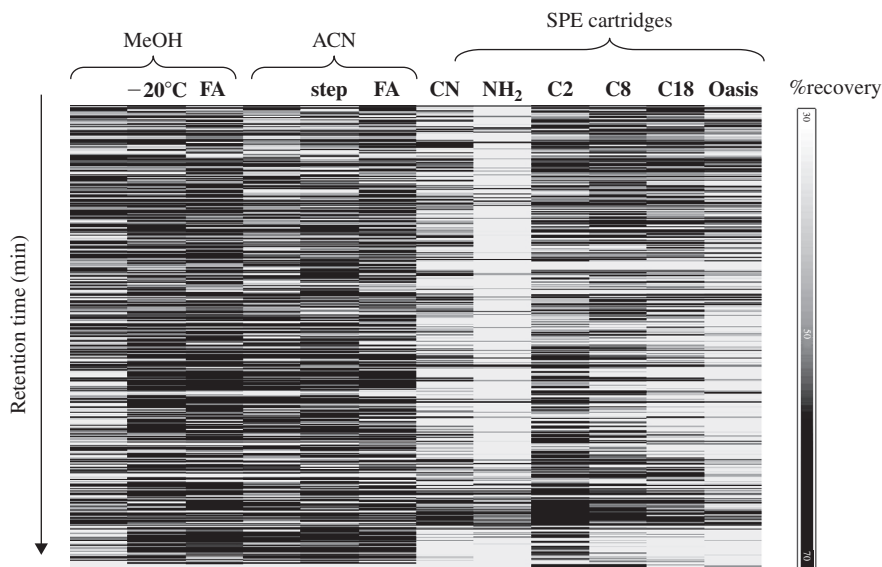 SPE cartridges
MeOH ACN
−20°C FA step FA CN NH₂ C2 C8 C18 Oasis %recovery
30
Retention time (min)
50
70